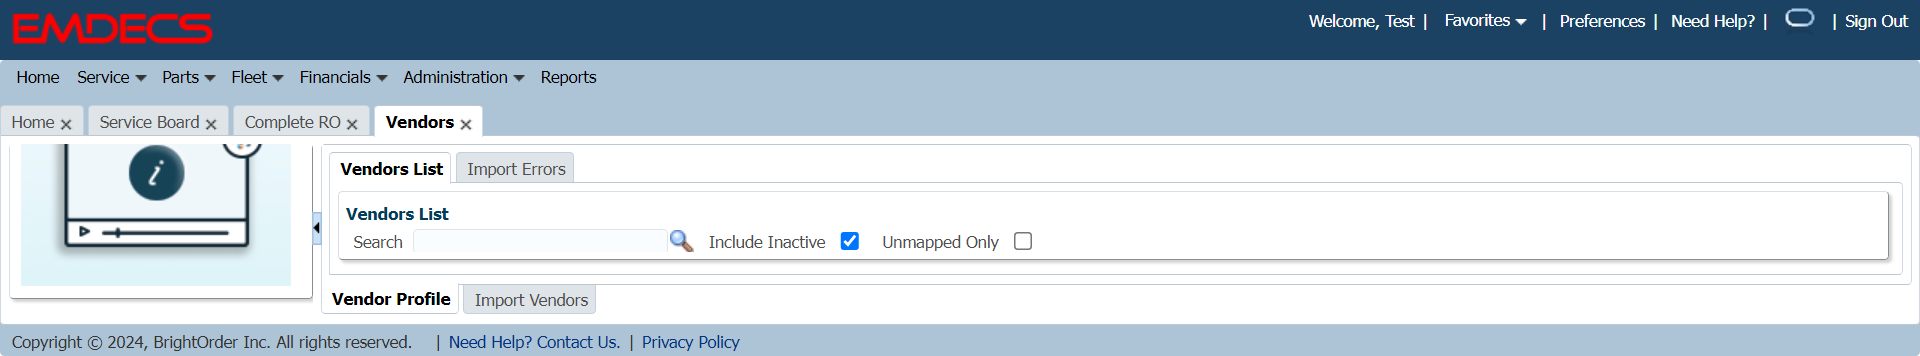 EMDECS
Welcome, Test | Favorites | Preferences | Need Help? | | Sign Out
Home Service Parts Fleet Financials Administration Reports
Home Service Board Complete RO Vendors
i
Vendors List Import Errors
Vendors List
Search Include Inactive Unmapped Only
Vendor Profile Import Vendors
Copyright © 2024, BrightOrder Inc. All rights reserved. | Need Help? Contact Us. | Privacy Policy